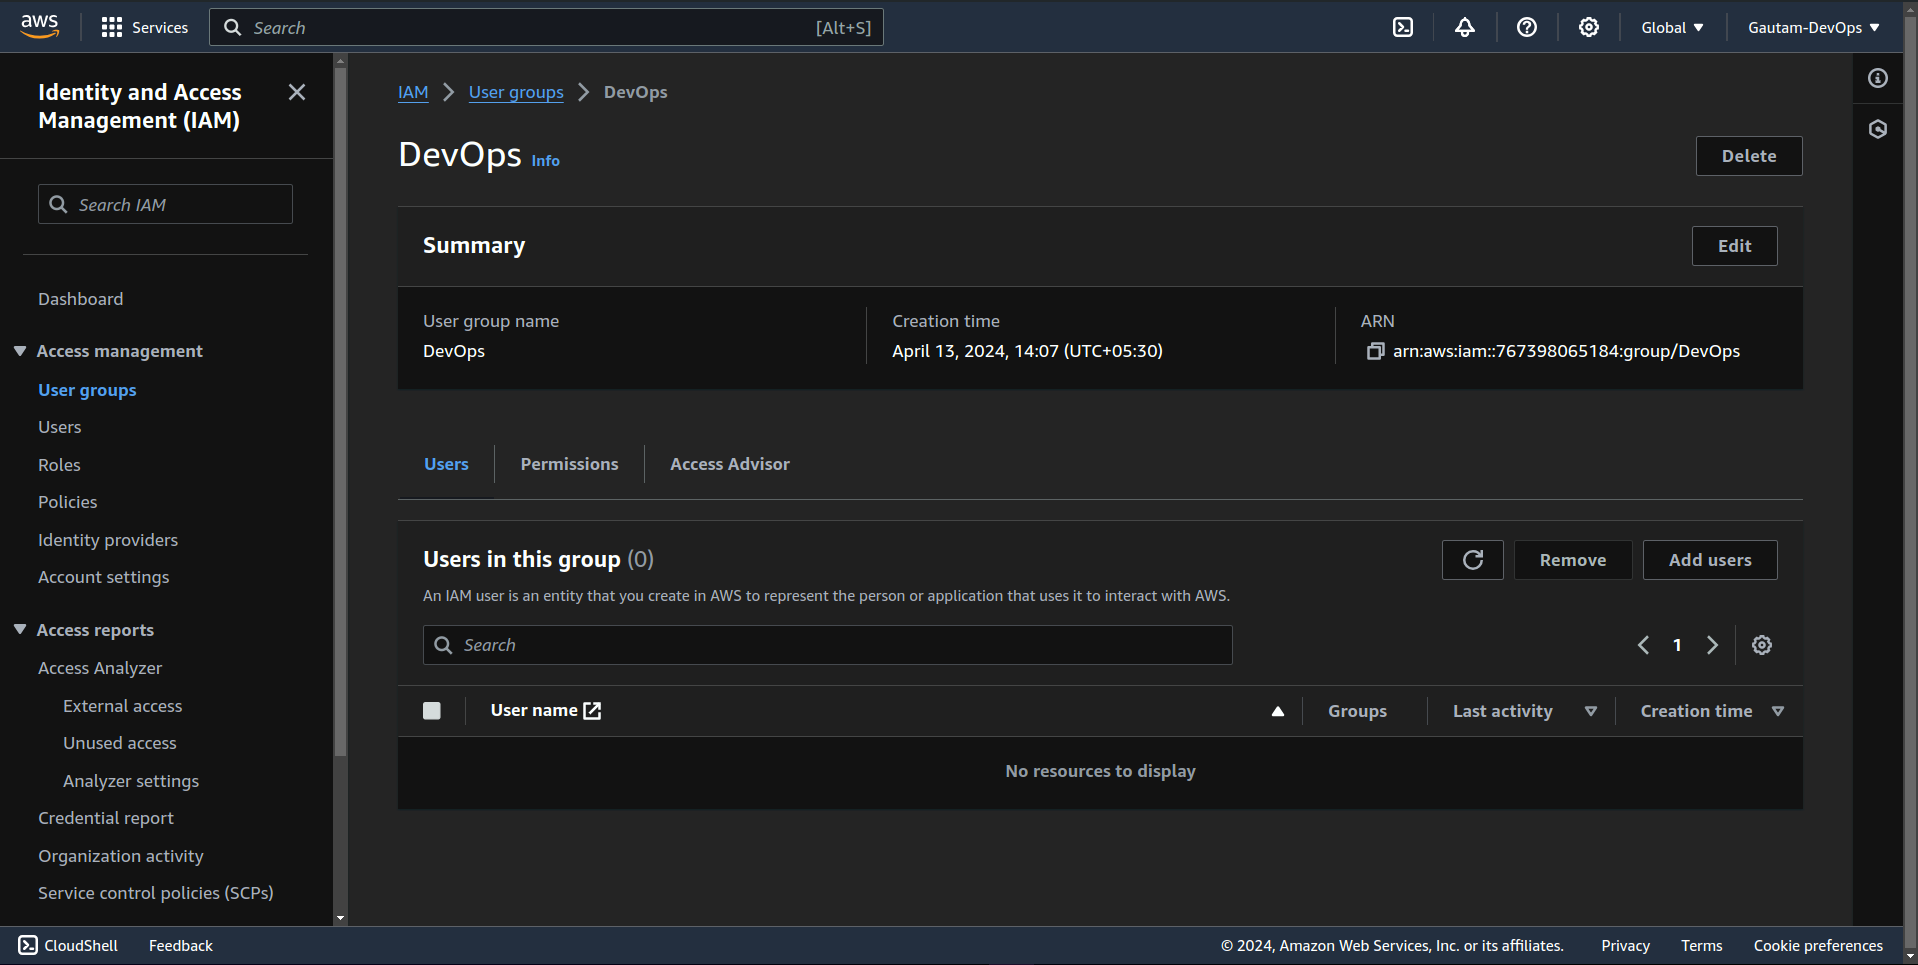 aws
Services
Search [Alt+S]
Global
Gautam-DevOps
Identity and Access
Management (IAM)
Search IAM
Dashboard
Access management
User groups
Users
Roles
Policies
Identity providers
Account settings
Access reports
Access Analyzer
External access
Unused access
Analyzer settings
Credential report
Organization activity
Service control policies (SCPs)
IAM
User groups
DevOps
DevOps Info
Delete
Summary
Edit
User group name
DevOps
Creation time
April 13, 2024, 14:07 (UTC+05:30)
ARN
arn:aws:iam::767398065184:group/DevOps
Users
Permissions
Access Advisor
Users in this group (0)
Remove
Add users
An IAM user is an entity that you create in AWS to represent the person or application that uses it to interact with AWS.
Search
1
User name
Groups
Last activity
Creation time
No resources to display
CloudShell
Feedback
© 2024, Amazon Web Services, Inc. or its affiliates.
Privacy
Terms
Cookie preferences